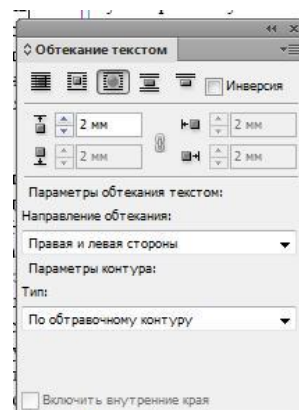 Обтекание текстом
Инверсия
2 мм
2 мм
2 мм
2 мм
Параметры обтекания текстом:
Направление обтекания:
Правая и левая стороны
Параметры контура:
Тип:
По обтравочному контуру
Включить внутренние края